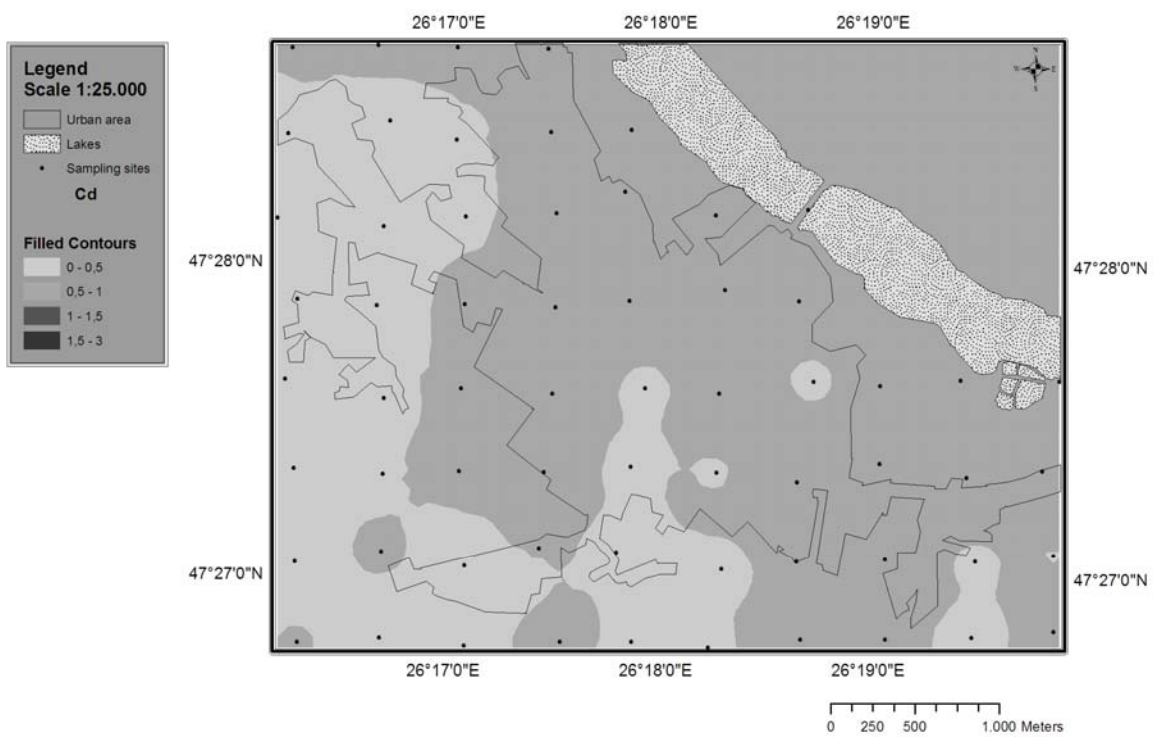 26°17'0"E 26°18'0"E 26°19'0"E
Legend
Scale 1:25.000
Urban area
Lakes
Sampling sites
Cd
Filled Contours
0 - 0,5
0,5 - 1
1 - 1,5
1,5 - 3
N
W E
S
47°28'0"N 47°28'0"N
47°27'0"N 47°27'0"N
26°17'0"E 26°18'0"E 26°19'0"E
0 250 500 1.000 Meters